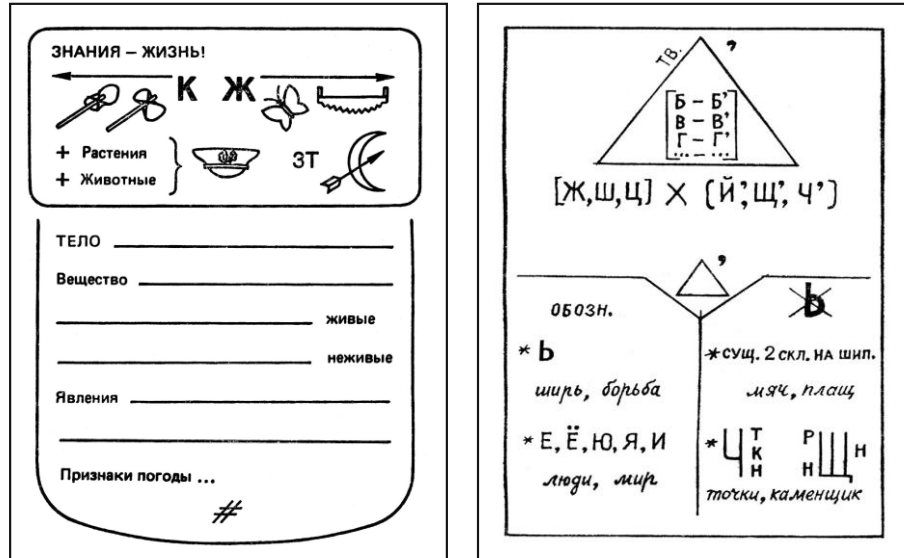 ЗНАНИЯ – ЖИЗНЬ!
К Ж
+ Растения
+ Животные
ЗТ
ТЕЛО
Вещество
живые
неживые
Явления
Признаки погоды ...
#
ТВ. ’
Б – Б’
В – В’
Г – Г’
... – ...
[Ж,Ш,Ц] X (Й’,Щ’, Ч’)
’
ОБОЗН.
* Ь
ширь, борьба
* Е, Ё, Ю, Я, И
люди, мир
Ь
* СУЩ. 2 СКЛ. НА ШИП.
мяч, плащ
* Ч Т К Н Р Н Щ Н
точки, каменщик